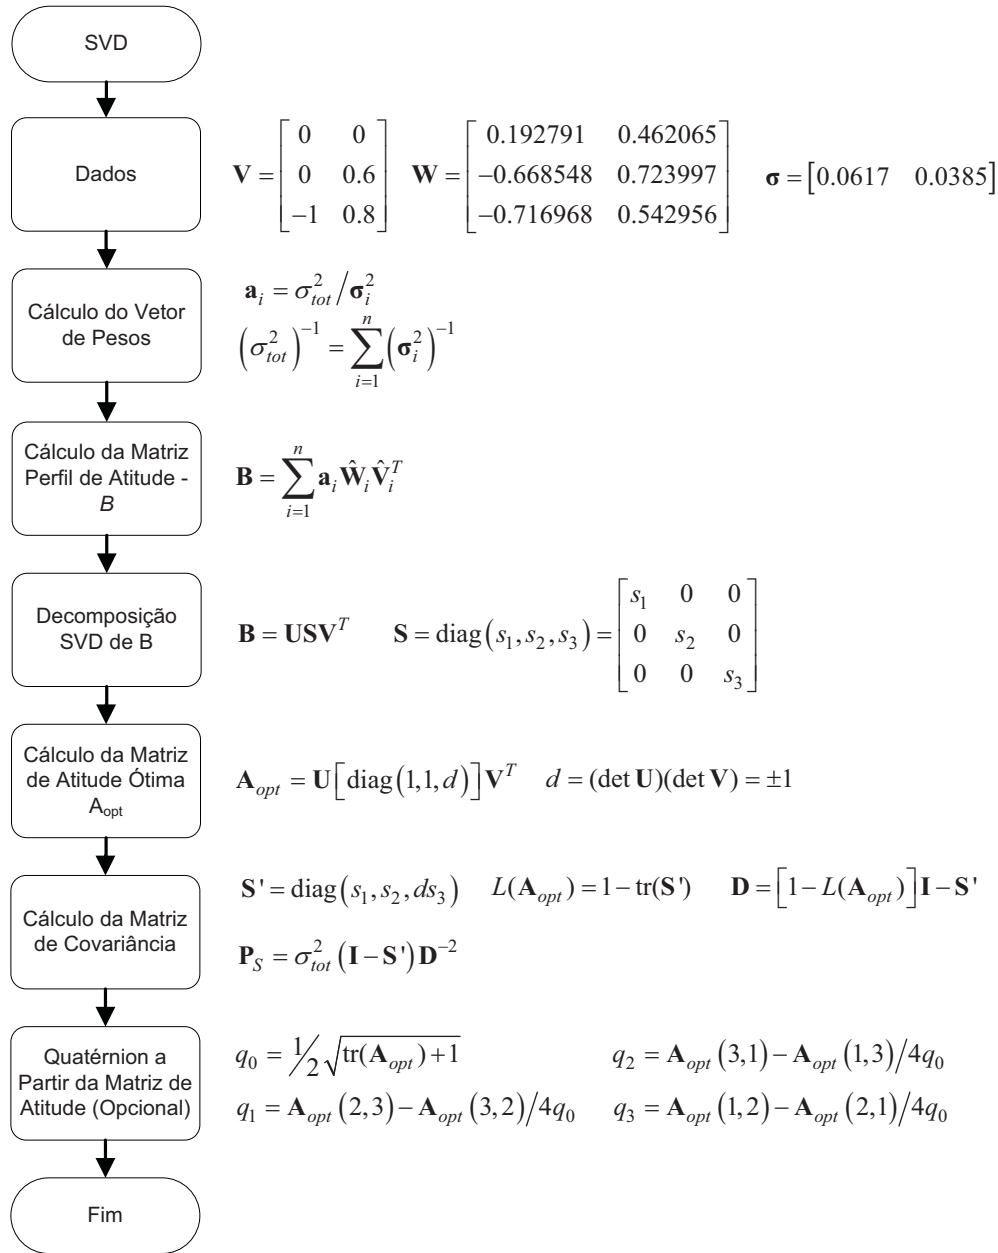 SVD
Dados
V = [0 0; 0 0.6; −1 0.8] W = [0.192791 0.462065; −0.668548 0.723997; −0.716968 0.542956] σ = [0.0617 0.0385]
Cálculo do Vetor
de Pesos
a_i = σ²_tot / σ²_i
(σ²_tot)⁻¹ = ∑_{i=1}^{n} (σ²_i)⁻¹
Cálculo da Matriz
Perfil de Atitude -
B
B = ∑_{i=1}^{n} a_i Ŵ_i V̂_i^T
Decomposição
SVD de B
B = USV^T S = diag(s₁, s₂, s₃) = [s₁ 0 0; 0 s₂ 0; 0 0 s₃]
Cálculo da Matriz
de Atitude Ótima
A_opt
A_opt = U[diag(1,1,d)]V^T d = (det U)(det V) = ±1
Cálculo da Matriz
de Covariância
S' = diag(s₁, s₂, ds₃) L(A_opt) = 1 − tr(S') D = [1 − L(A_opt)]I − S'
P_S = σ²_tot (I − S')D⁻²
Quatérnion a
Partir da Matriz de
Atitude (Opcional)
q₀ = 1/2 √(tr(A_opt)+1) q₂ = A_opt(3,1) − A_opt(1,3)/4q₀
q₁ = A_opt(2,3) − A_opt(3,2)/4q₀ q₃ = A_opt(1,2) − A_opt(2,1)/4q₀
Fim